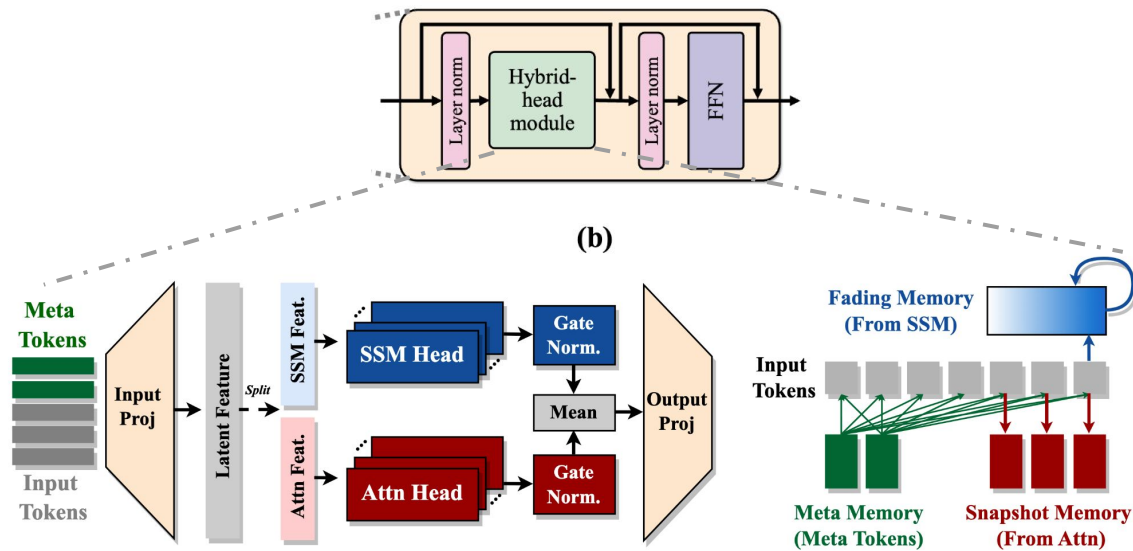 Layer norm
Hybrid-
head
module
Layer norm
FFN
(b)
Meta
Tokens
Input
Tokens
Input
Proj
Latent Feature
Split
SSM Feat.
Attn Feat.
SSM Head
Attn Head
Gate
Norm.
Mean
Gate
Norm.
Output
Proj
Fading Memory
(From SSM)
Input
Tokens
Meta Memory
(Meta Tokens)
Snapshot Memory
(From Attn)